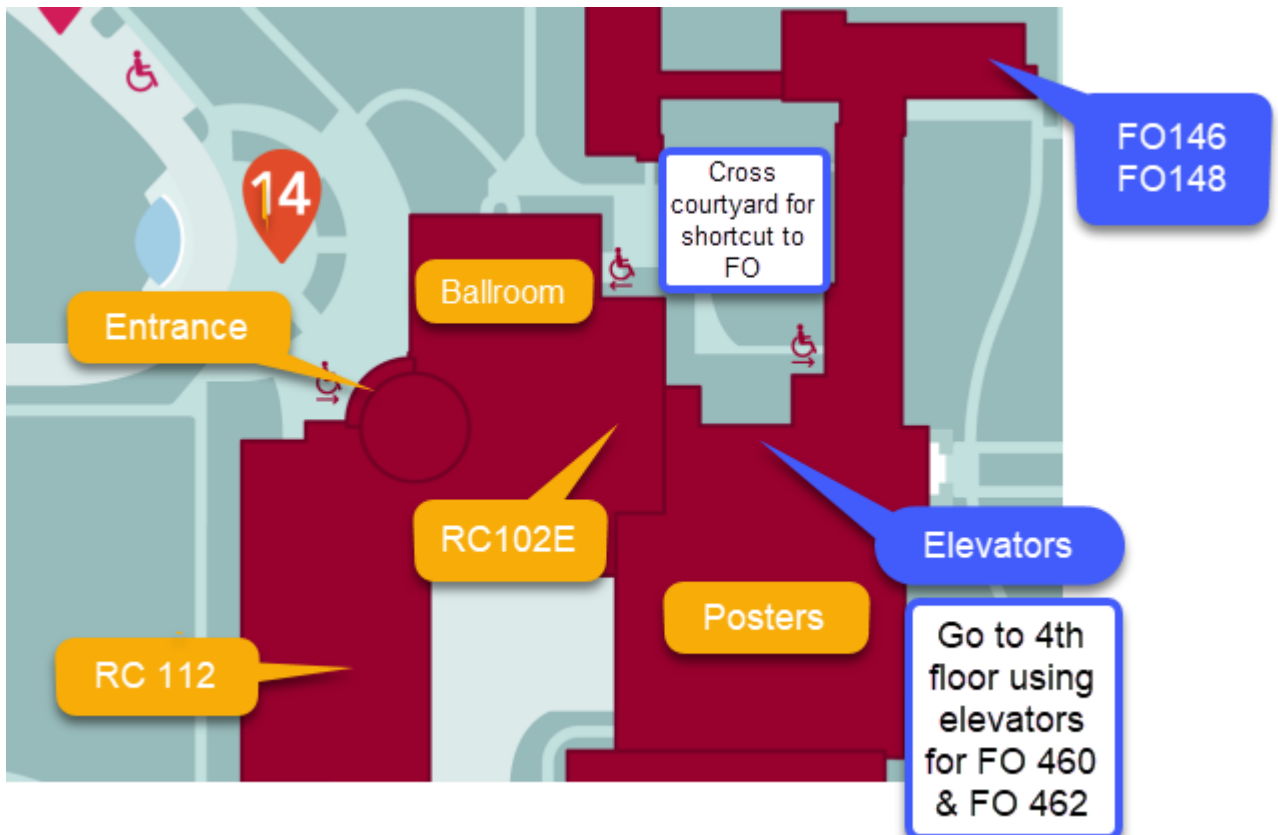 14
FO146
FO148
Cross
courtyard for
shortcut to
FO
Ballroom
Entrance
RC102E
Elevators
Posters
RC 112
Go to 4th
floor using
elevators
for FO 460
& FO 462